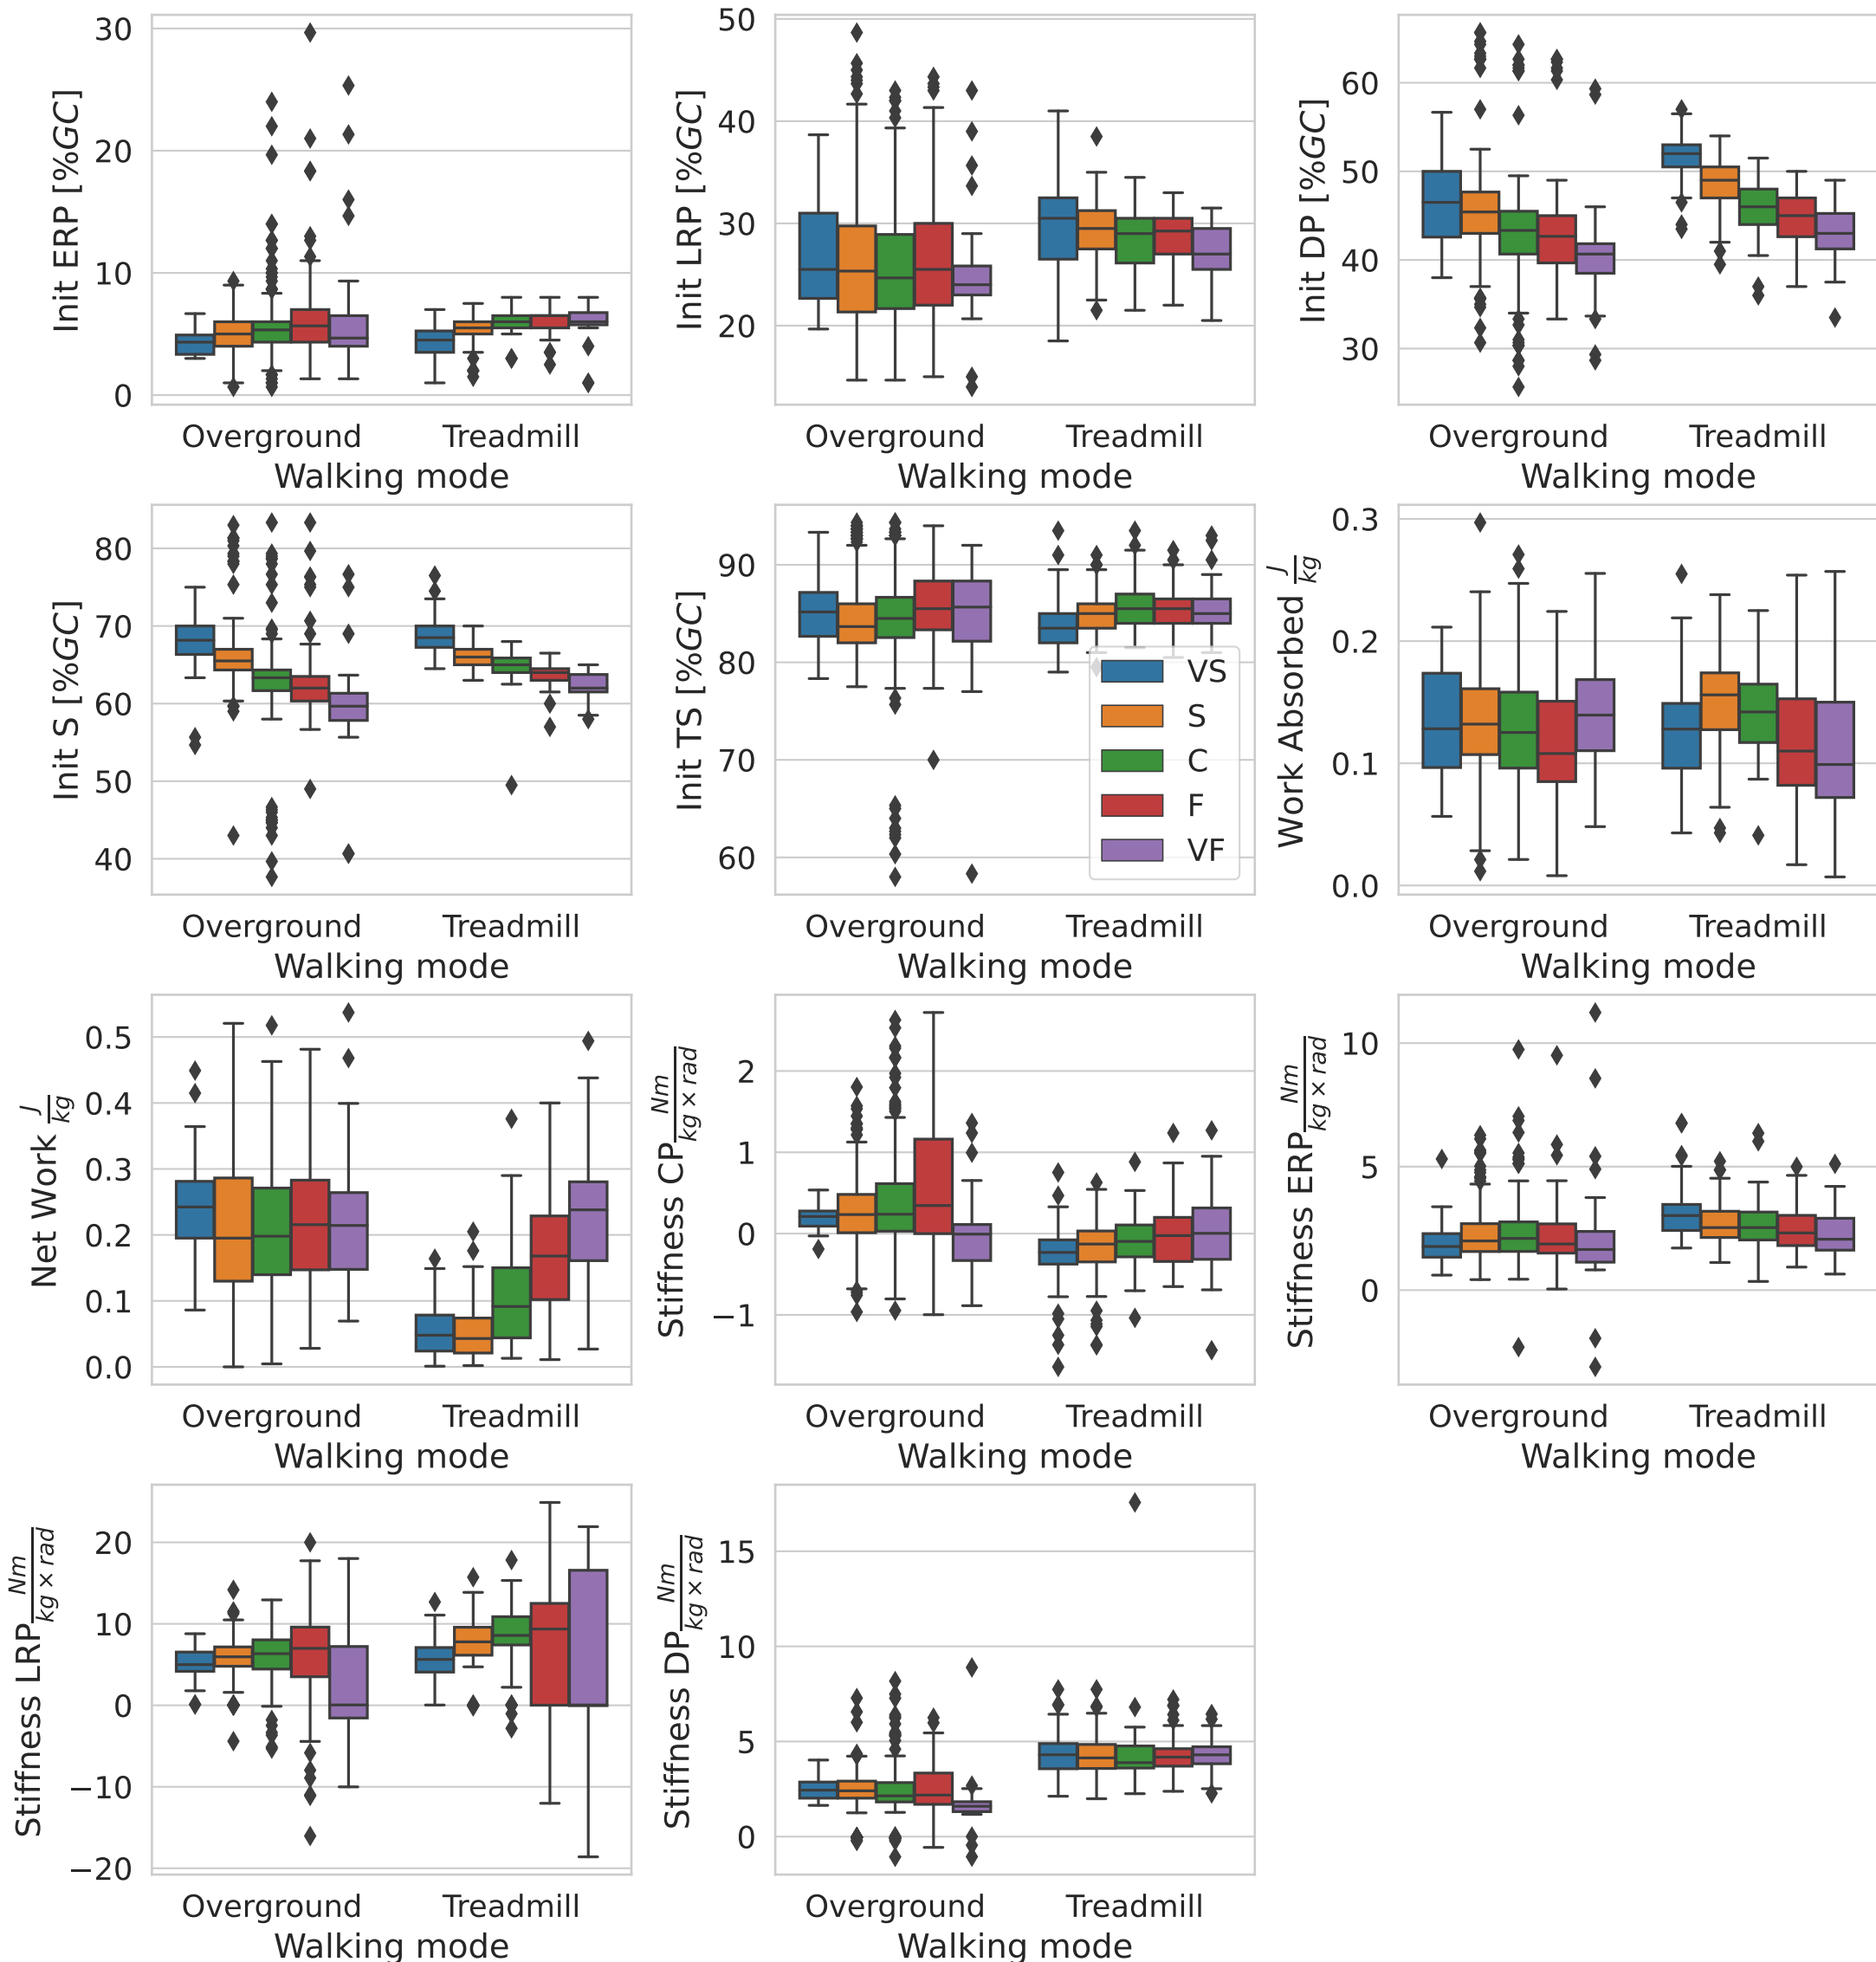 Init ERP [%GC]
30
20
10
0
Overground Treadmill
Walking mode
Init LRP [%GC]
50
40
30
20
Overground Treadmill
Walking mode
Init DP [%GC]
60
50
40
30
Overground Treadmill
Walking mode
Init S [%GC]
80
70
60
50
40
Overground Treadmill
Walking mode
Init TS [%GC]
90
80
70
60
VS
S
C
F
VF
Overground Treadmill
Walking mode
Work Absorbed J/kg
0.3
0.2
0.1
0.0
Overground Treadmill
Walking mode
Net Work J/kg
0.5
0.4
0.3
0.2
0.1
0.0
Overground Treadmill
Walking mode
Stiffness CP Nm/kg × rad
2
1
0
−1
Overground Treadmill
Walking mode
Stiffness ERP Nm/kg × rad
10
5
0
Overground Treadmill
Walking mode
Stiffness LRP Nm/kg × rad
20
10
0
−10
−20
Overground Treadmill
Walking mode
Stiffness DP Nm/kg × rad
15
10
5
0
Overground Treadmill
Walking mode